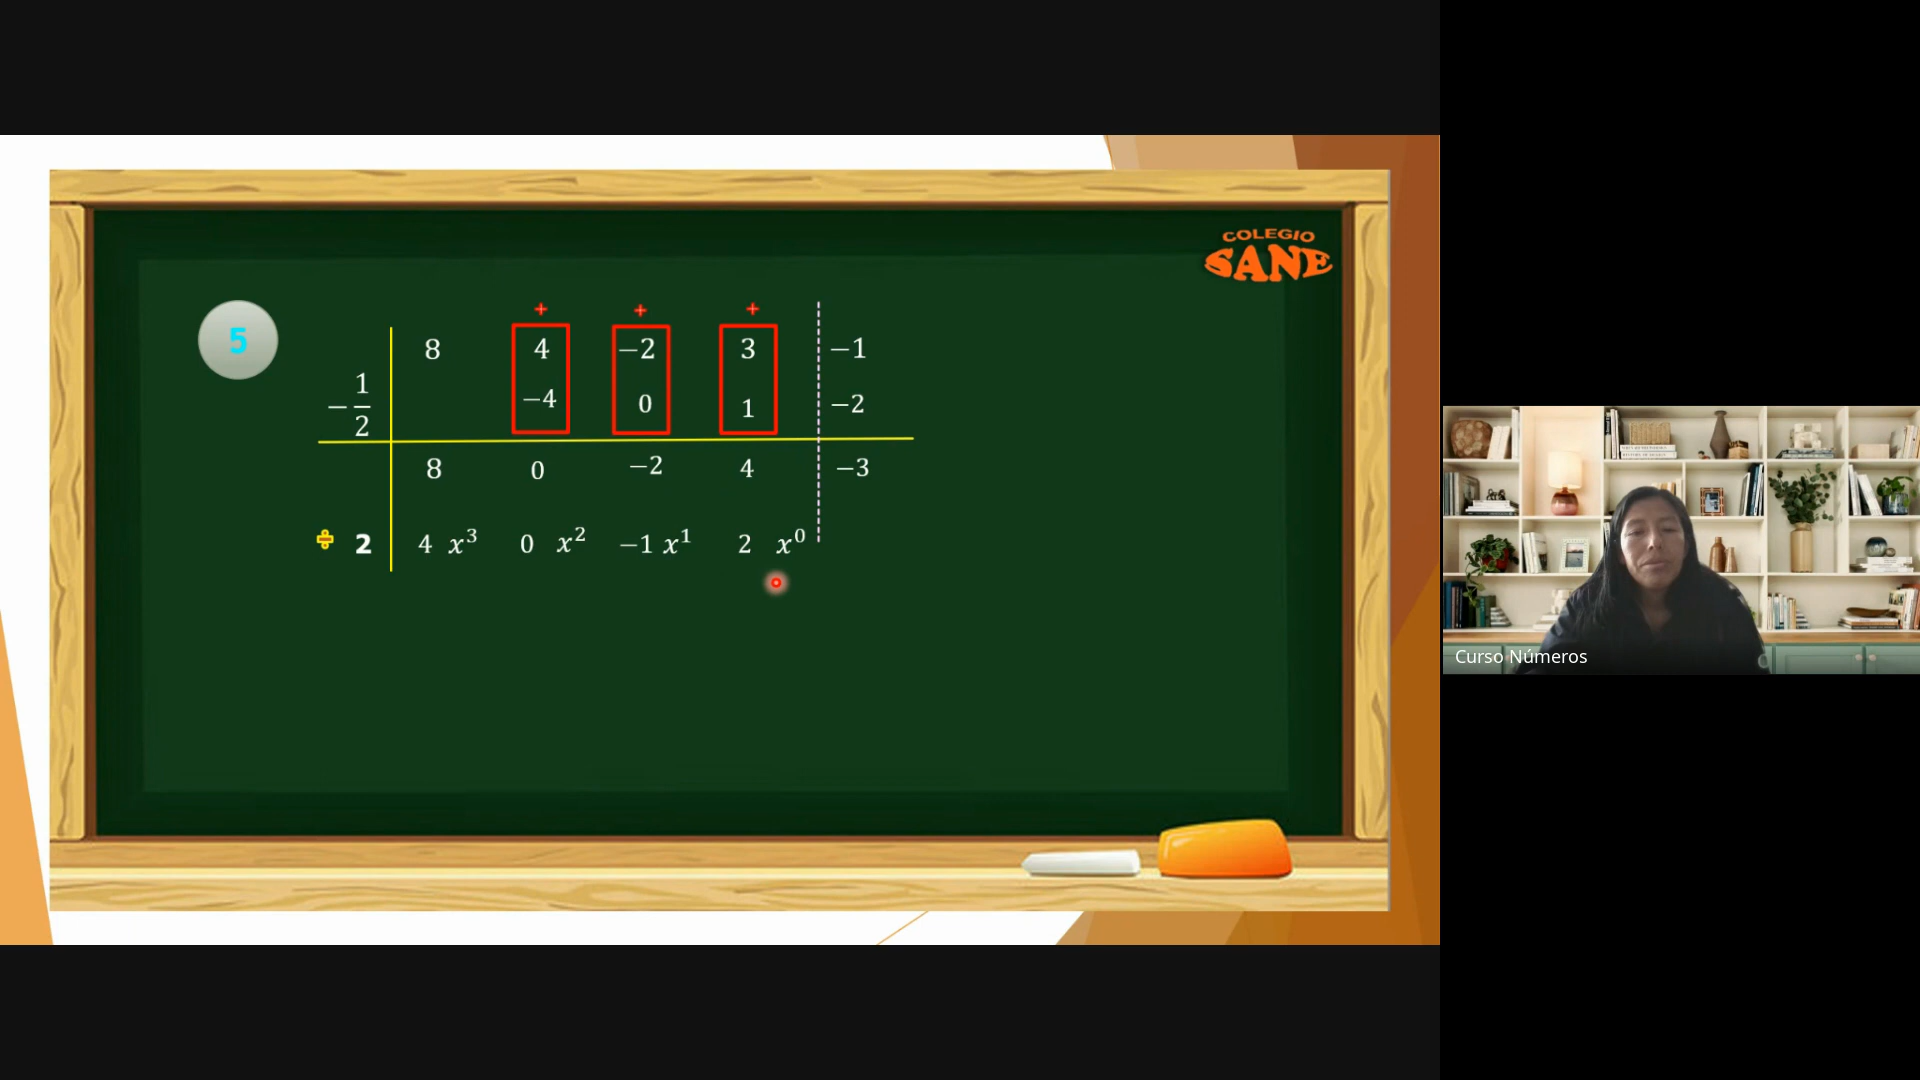 COLEGIO
SANE
5
+ + +
8 4 −2 3 −1
−1/2 −4 0 1 −2
8 0 −2 4 −3
÷ 2 4 x³ 0 x² −1 x¹ 2 x⁰
Curso Números